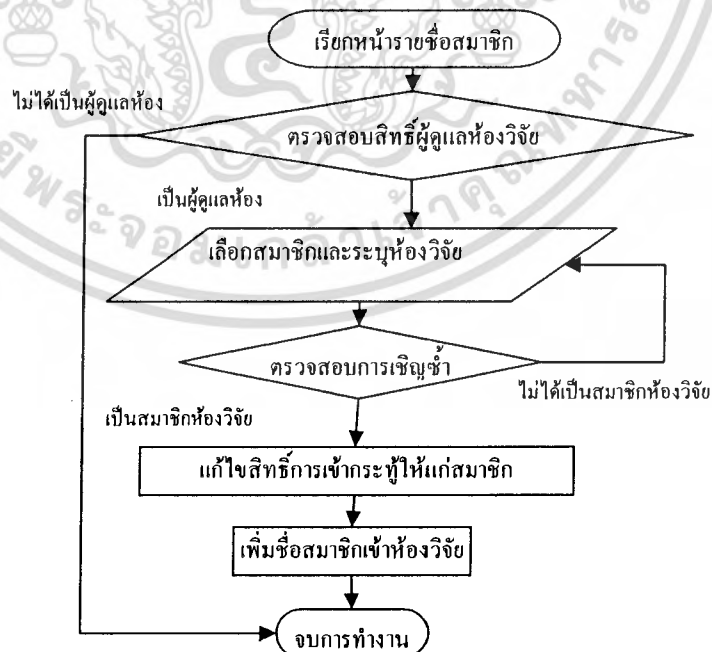 เรียกหน้ารายชื่อสมาชิก
ไม่ได้เป็นผู้ดูแลห้อง
ตรวจสอบสิทธิ์ผู้ดูแลห้องวิจัย
เป็นผู้ดูแลห้อง
เลือกสมาชิกและระบุห้องวิจัย
ตรวจสอบการเชิญซ้ำ
ไม่ได้เป็นสมาชิกห้องวิจัย
เป็นสมาชิกห้องวิจัย
แก้ไขสิทธิ์การเข้ากระทู้ให้แก่สมาชิก
เพิ่มชื่อสมาชิกเข้าห้องวิจัย
จบการทำงาน